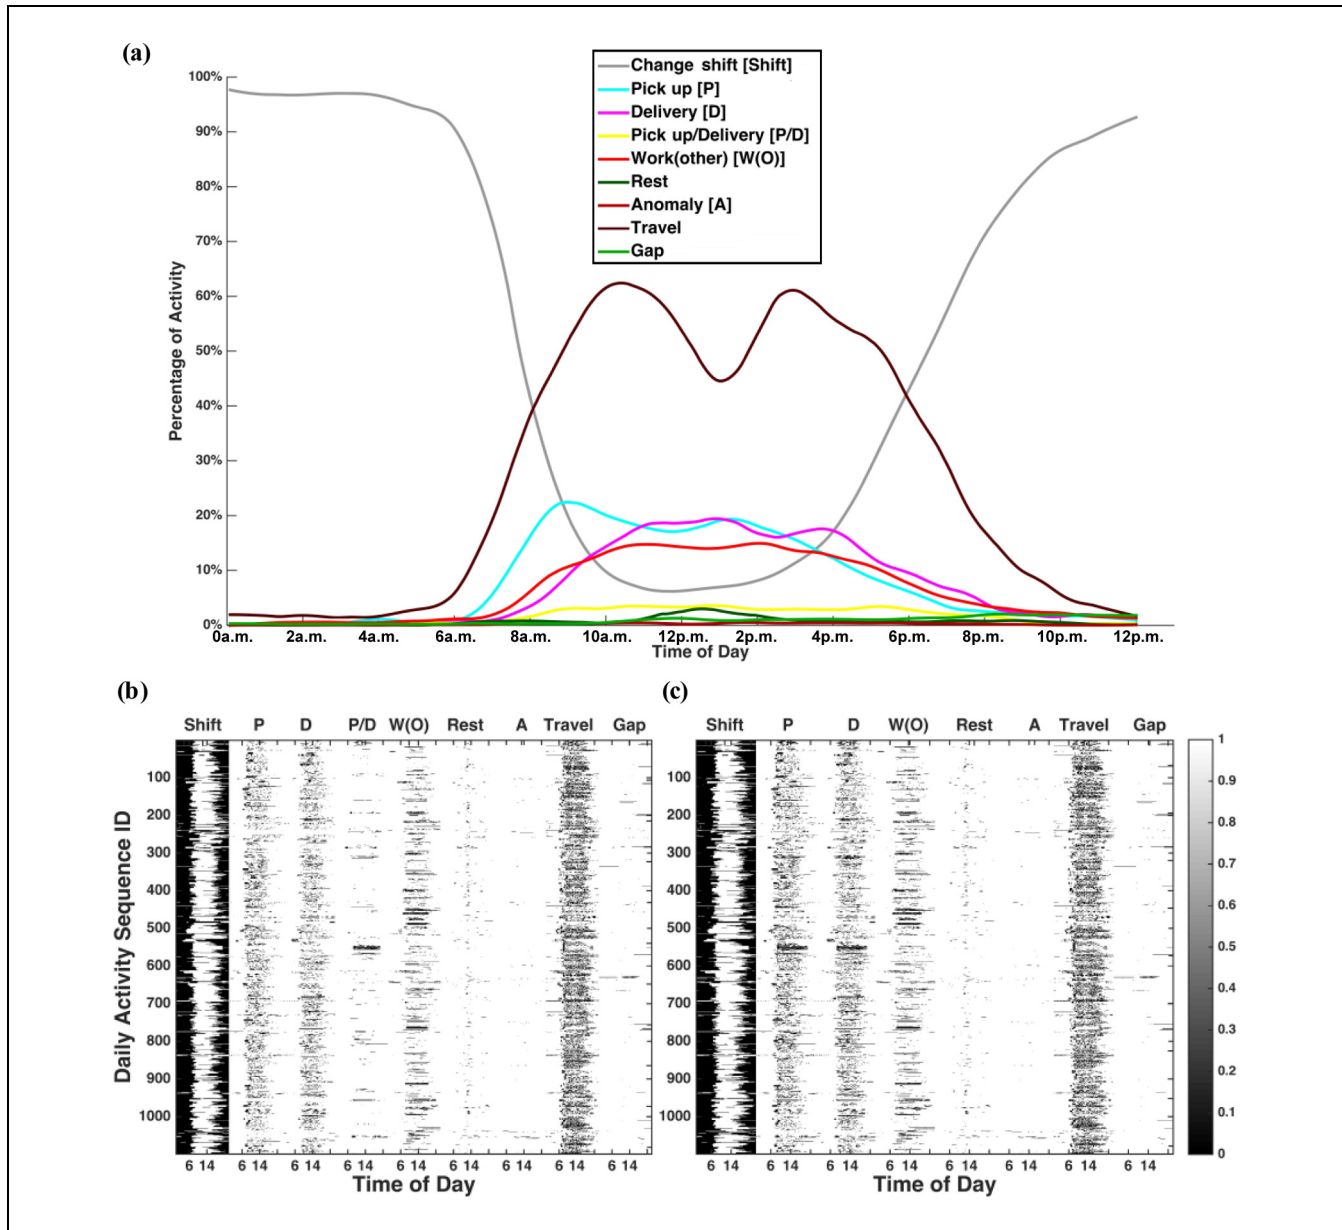 (a)
Change shift [Shift]
Pick up [P]
Delivery [D]
Pick up/Delivery [P/D]
Work(other) [W(O)]
Rest
Anomaly [A]
Travel
Gap
100%
90%
80%
70%
60%
50%
40%
30%
20%
10%
0%
Percentage of Activity
0a.m. 2a.m. 4a.m. 6a.m. 8a.m. 10a.m. 12p.m. 2p.m. 4p.m. 6p.m. 8p.m. 10p.m. 12p.m.
Time of Day
(b)
Shift P D P/D W(O) Rest A Travel Gap
100
200
300
400
500
600
700
800
900
1000
Daily Activity Sequence ID
6 14 6 14 6 14 6 14 6 14 6 14 6 14 6 14 6 14
Time of Day
(c)
Shift P D W(O) Rest A Travel Gap
100
200
300
400
500
600
700
800
900
1000
6 14 6 14 6 14 6 14 6 14 6 14 6 14 6 14
Time of Day
1
0.9
0.8
0.7
0.6
0.5
0.4
0.3
0.2
0.1
0